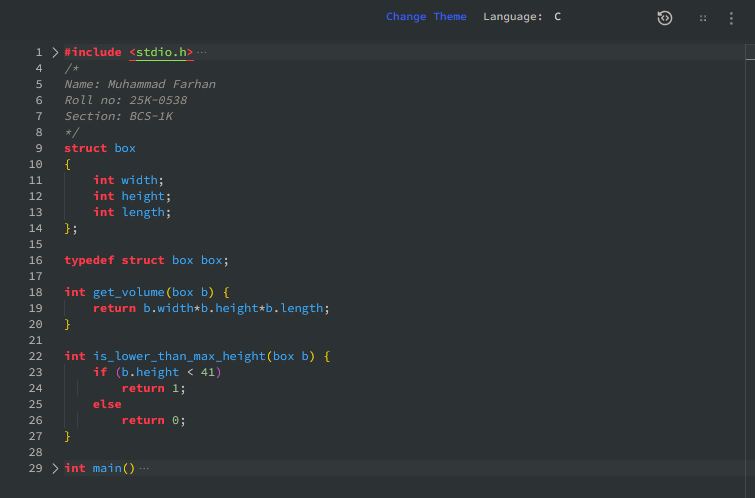 Change Theme Language: C
1 #include <stdio.h> ...
4 /*
5 Name: Muhammad Farhan
6 Roll no: 25K-0538
7 Section: BCS-1K
8 */
9 struct box
10 {
11     int width;
12     int height;
13     int length;
14 };
15
16 typedef struct box box;
17
18 int get_volume(box b) {
19     return b.width*b.height*b.length;
20 }
21
22 int is_lower_than_max_height(box b) {
23     if (b.height < 41)
24         return 1;
25     else
26         return 0;
27 }
28
29 int main() ...